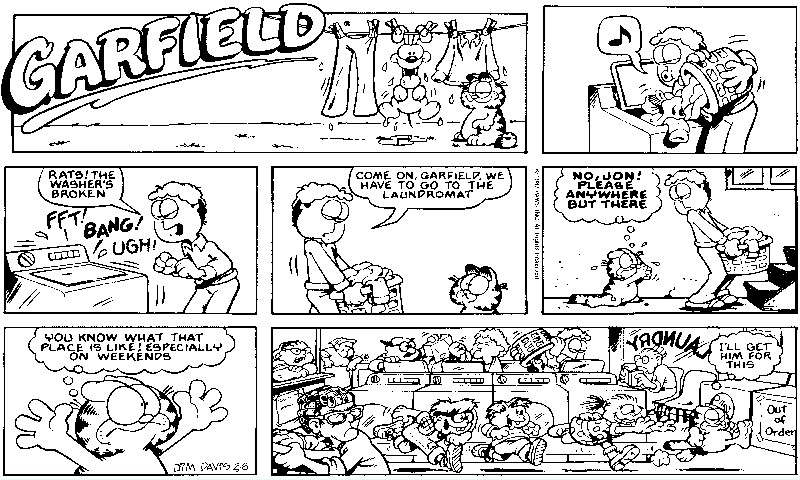 GARFIELD
RATS! THE
WASHER'S
BROKEN
FFT!
BANG!
UGH!
COME ON, GARFIELD, WE
HAVE TO GO TO THE
LAUNDROMAT
NO, JON!
PLEASE
ANYWHERE
BUT THERE
YOU KNOW WHAT THAT
PLACE IS LIKE! ESPECIALLY
ON WEEKENDS
JIM DAVIS 4-8
LAUNDRY
I'LL GET
HIM FOR
THIS
Out
of
Order